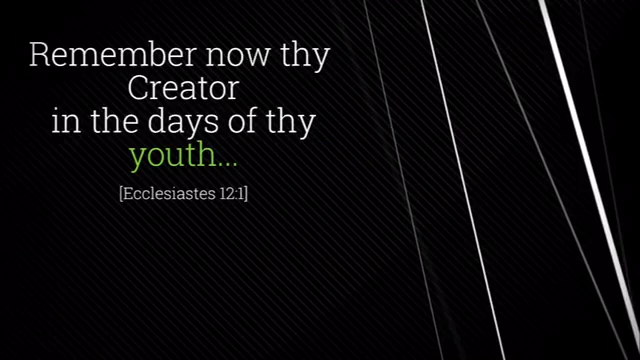 Remember now thy
Creator
in the days of thy
youth...
[Ecclesiastes 12:1]